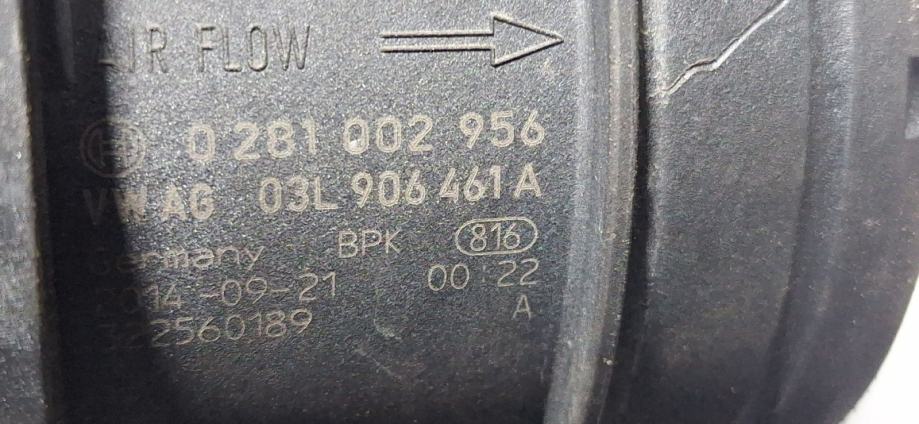 AIR FLOW
0 281 002 956
VW AG 03L 906 461 A
Germany BPK 816
2014-09-21 00:22
322560189 A